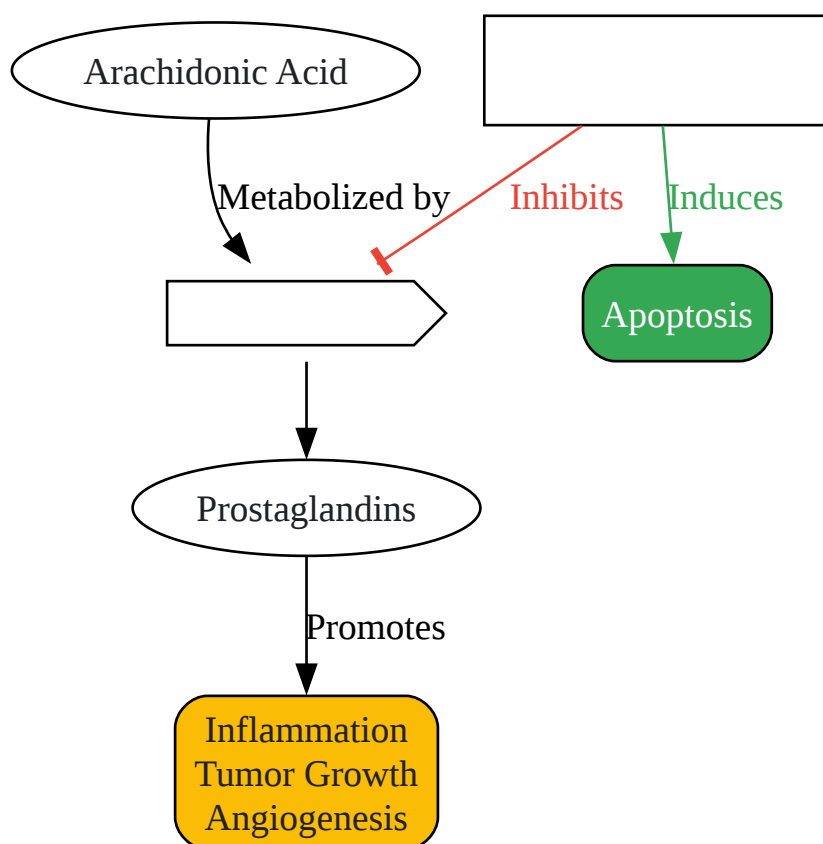 Arachidonic Acid
Metabolized by
Inhibits
Induces
Apoptosis
Prostaglandins
Promotes
Inflammation
Tumor Growth
Angiogenesis